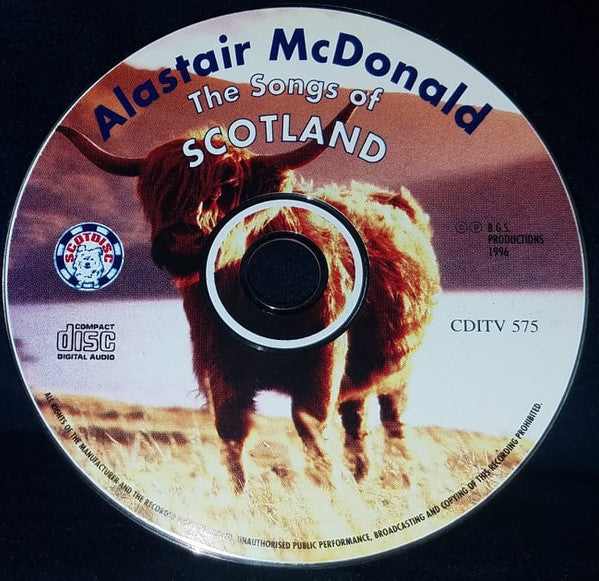 Alastair McDonald
The Songs of
SCOTLAND
SCOTDISC
© ℗ B.G.S.
PRODUCTIONS
1996
COMPACT
disc
DIGITAL AUDIO
CDITV 575
ALL RIGHTS OF THE MANUFACTURER AND THE RECORDED UNAUTHORISED PUBLIC PERFORMANCE, BROADCASTING AND COPYING OF THIS RECORDING PROHIBITED.